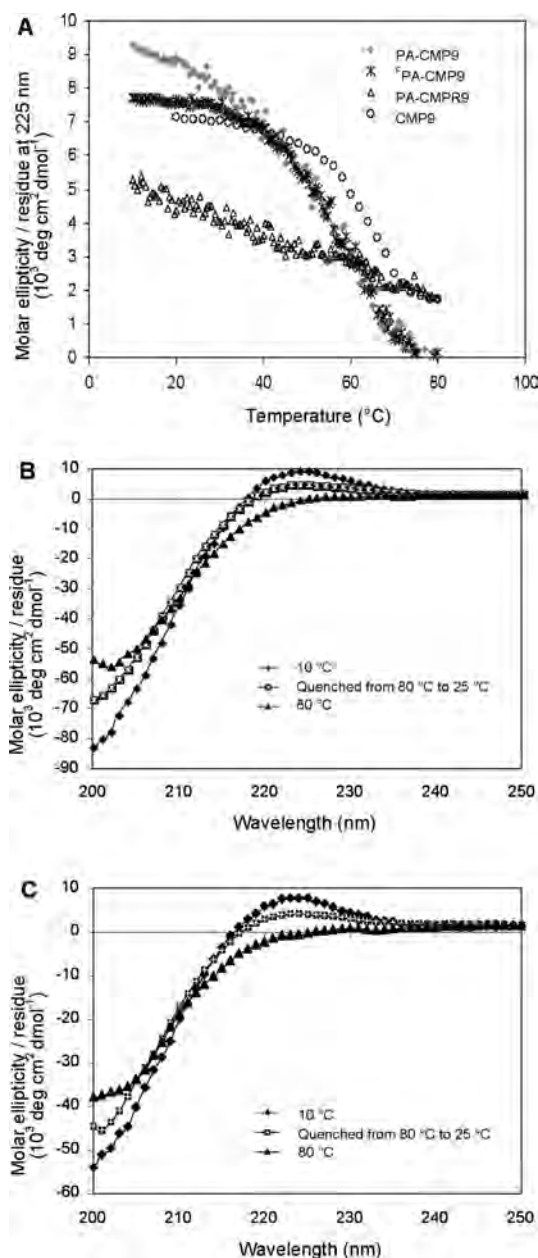 A
Molar ellipticity / residue at 225 nm
(10³ deg cm² dmol⁻¹)
10
9
8
7
6
5
4
3
2
1
0
PA-CMP9
ᶠPA-CMP9
PA-CMPR9
CMP9
0 20 40 60 80 100
Temperature (°C)
B
Molar ellipticity / residue
(10³ deg cm² dmol⁻¹)
10
0
-10
-20
-30
-40
-50
-60
-70
-80
-90
10 °C
Quenched from 80 °C to 25 °C
80 °C
200 210 220 230 240 250
Wavelength (nm)
C
Molar ellipticity / residue
(10³ deg cm² dmol⁻¹)
10
0
-10
-20
-30
-40
-50
-60
10 °C
Quenched from 80 °C to 25 °C
80 °C
200 210 220 230 240 250
Wavelength (nm)